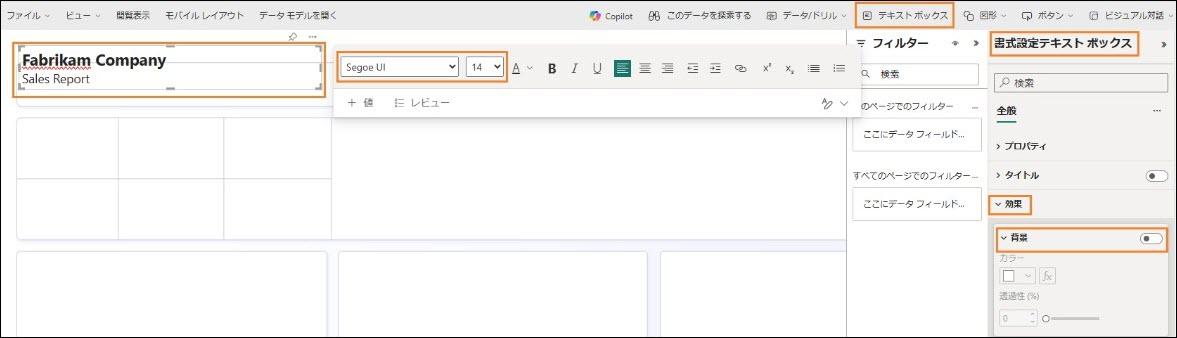 ファイル ビュー 閲覧表示 モバイル レイアウト データ モデルを開く Copilot このデータを探索する データ/ドリル テキスト ボックス 図形 ボタン ビジュアル対話
Fabrikam Company
Sales Report
Segoe UI 14 A B I U x² x₂
+ 値 レビュー
フィルター
検索
のページでのフィルター ...
ここにデータ フィールド...
すべてのページでのフィルター...
ここにデータ フィールド...
書式設定テキスト ボックス
検索
全般 ...
プロパティ
タイトル
効果
背景
カラー
fx
透過性 (%)
0